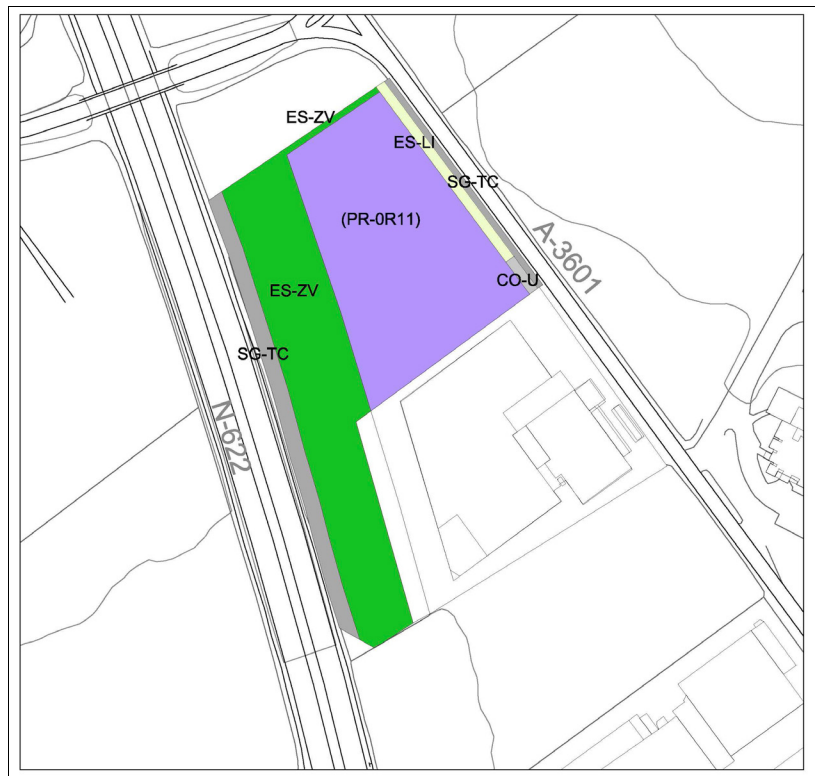 ES-ZV
ES-LI
SG-TC
(PR-0R11)
A-3601
CO-U
ES-ZV
SG-TC
N-622